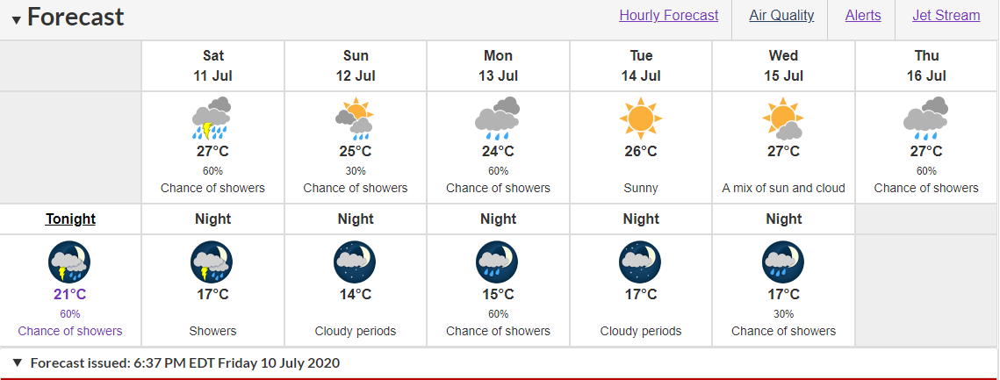 ▼ Forecast
Hourly Forecast Air Quality Alerts Jet Stream
Sat Sun Mon Tue Wed Thu
11 Jul 12 Jul 13 Jul 14 Jul 15 Jul 16 Jul
27°C 25°C 24°C 26°C 27°C 27°C
60% 30% 60% 60%
Chance of showers Chance of showers Chance of showers Sunny A mix of sun and cloud Chance of showers
Tonight Night Night Night Night Night
21°C 17°C 14°C 15°C 17°C 17°C
60% 60% 30%
Chance of showers Showers Cloudy periods Chance of showers Cloudy periods Chance of showers
▼ Forecast issued: 6:37 PM EDT Friday 10 July 2020